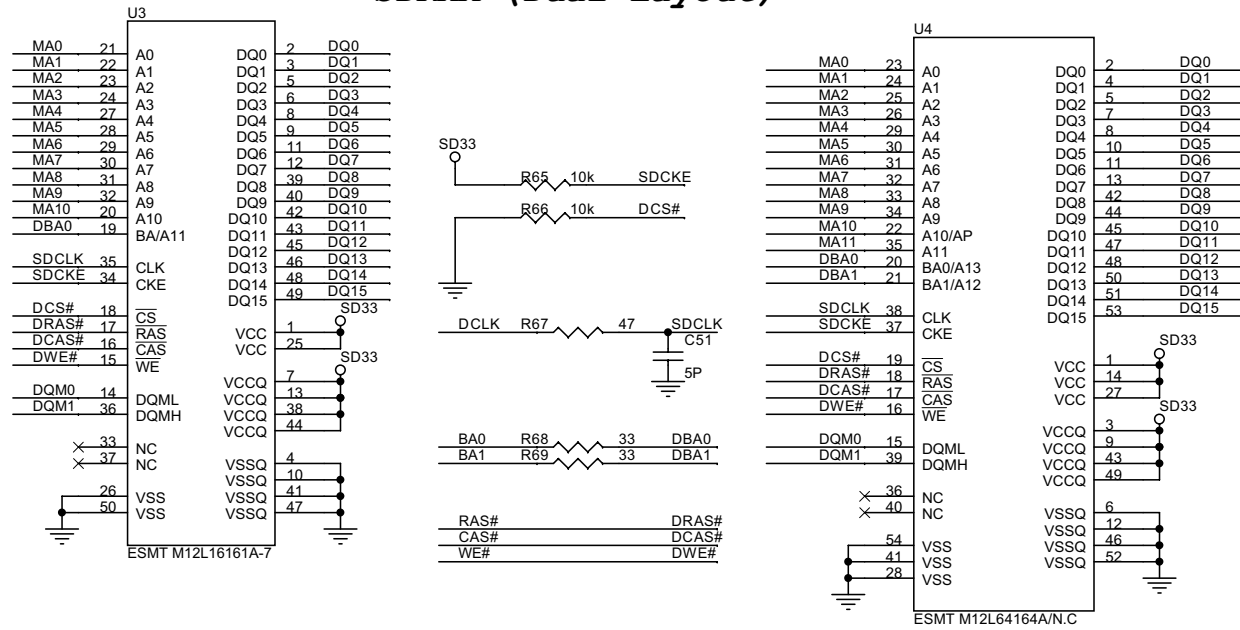 SDRAM (Dual Layout)
U3
MA0 21 A0 DQ0 2 DQ0
MA1 22 A1 DQ1 3 DQ1
MA2 23 A2 DQ2 5 DQ2
MA3 24 A3 DQ3 6 DQ3
MA4 27 A4 DQ4 8 DQ4
MA5 28 A5 DQ5 9 DQ5
MA6 29 A6 DQ6 11 DQ6
MA7 30 A7 DQ7 12 DQ7
MA8 31 A8 DQ8 39 DQ8
MA9 32 A9 DQ9 40 DQ9
MA10 20 A10 DQ10 42 DQ10
DBA0 19 BA/A11 DQ11 43 DQ11
DQ12 45 DQ12
SDCLK 35 CLK DQ13 46 DQ13
SDCKE 34 CKE DQ14 48 DQ14
DQ15 49 DQ15
DCS# 18 CS SD33
DRAS# 17 RAS VCC 1
DCAS# 16 CAS VCC 25
DWE# 15 WE SD33
VCCQ 7
DQM0 14 DQML VCCQ 13
DQM1 36 DQMH VCCQ 38
VCCQ 44
33 NC
37 NC VSSQ 4
VSSQ 10
26 VSS VSSQ 41
50 VSS VSSQ 47
ESMT M12L16161A-7
SD33
R65 10k SDCKE
R66 10k DCS#
DCLK R67 47 SDCLK
C51
5P
BA0 R68 33 DBA0
BA1 R69 33 DBA1
RAS# DRAS#
CAS# DCAS#
WE# DWE#
U4
MA0 23 A0 DQ0 2 DQ0
MA1 24 A1 DQ1 4 DQ1
MA2 25 A2 DQ2 5 DQ2
MA3 26 A3 DQ3 7 DQ3
MA4 29 A4 DQ4 8 DQ4
MA5 30 A5 DQ5 10 DQ5
MA6 31 A6 DQ6 11 DQ6
MA7 32 A7 DQ7 13 DQ7
MA8 33 A8 DQ8 42 DQ8
MA9 34 A9 DQ9 44 DQ9
MA10 22 A10/AP DQ10 45 DQ10
MA11 35 A11 DQ11 47 DQ11
DBA0 20 BA0/A13 DQ12 48 DQ12
DBA1 21 BA1/A12 DQ13 50 DQ13
DQ14 51 DQ14
SDCLK 38 CLK DQ15 53 DQ15
SDCKE 37 CKE
SD33
DCS# 19 CS VCC 1
DRAS# 18 RAS VCC 14
DCAS# 17 CAS VCC 27
DWE# 16 WE SD33
VCCQ 3
DQM0 15 DQML VCCQ 9
DQM1 39 DQMH VCCQ 43
VCCQ 49
36 NC
40 NC VSSQ 6
VSSQ 12
54 VSS VSSQ 46
41 VSS VSSQ 52
28 VSS
ESMT M12L64164A/N.C